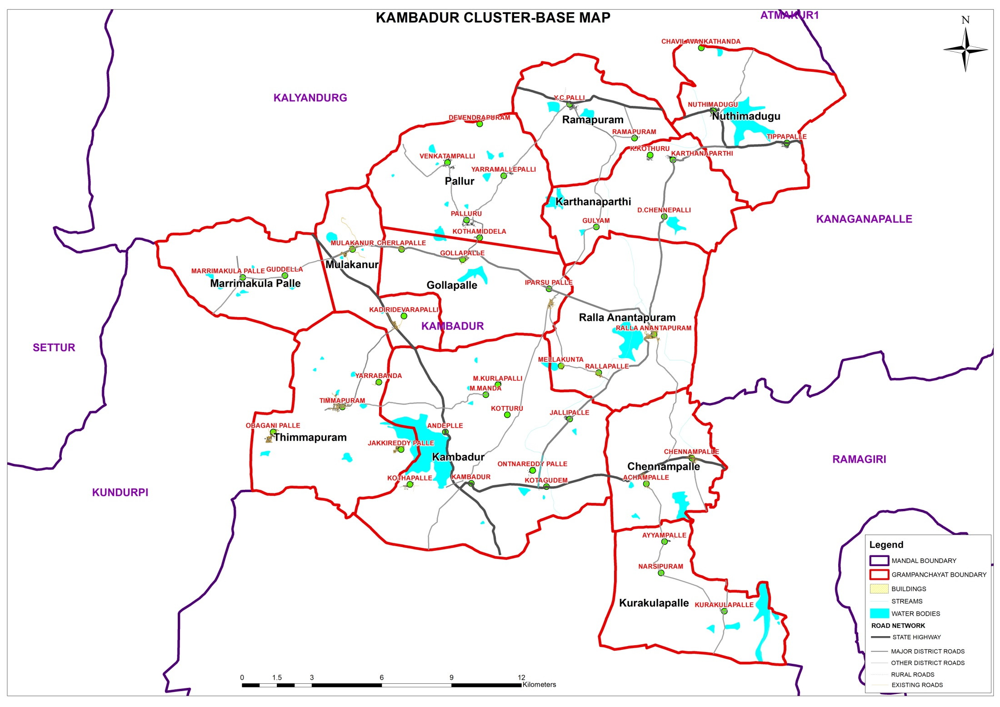 KAMBADUR CLUSTER-BASE MAP
ATMAKUR1
N
CHAVILAVANKATHANDA
KALYANDURG
Y.C.PALLI
NUTHIMADUGU
Nuthimadugu
DEVENDRAPURAM
Ramapuram
RAMAPURAM
TIPPAPALLE
K.KOTHURU
KARTHANAPARTHI
VENKATAMPALLI
YARRAMALLEPALLI
Pallur
Karthanaparthi
D.CHENNEPALLI
PALLURU
GULYAM
KANAGANAPALLE
KOTHAMIDDELA
MULAKANUR
CHERLAPALLE
GOLLAPALLE
Mulakanur
MARRIMAKULA PALLE
GUDDELLA
Marrimakula Palle
Gollapalle
IPARSU PALLE
KADIRIDEVARAPALLI
Ralla Anantapuram
KAMBADUR
RALLA ANANTAPURAM
SETTUR
MELLAKUNTA
RALLAPALLE
YARRABANDA
M.KURLAPALLI
M.MANDA
TIMMAPURAM
KOTTURU
JALLIPALLE
OBAGANI PALLE
ANDEPLLE
Thimmapuram
JAKKIREDDY PALLE
CHENNAMPALLE
Kambadur
RAMAGIRI
ONTNAREDDY PALLE
Chennampalle
KOTHAPALLE
KAMBADUR
KOTAGUDEM
ACHAMPALLE
KUNDURPI
AYYAMPALLE
NARSIPURAM
Kurakulapalle
KURAKULAPALLE
Legend
MANDAL BOUNDARY
GRAMPANCHAYAT BOUNDARY
BUILDINGS
STREAMS
WATER BODIES
ROAD NETWORK
STATE HIGHWAY
MAJOR DISTRICT ROADS
OTHER DISTRICT ROADS
RURAL ROADS
EXISTING ROADS
0 1.5 3 6 9 12
Kilometers